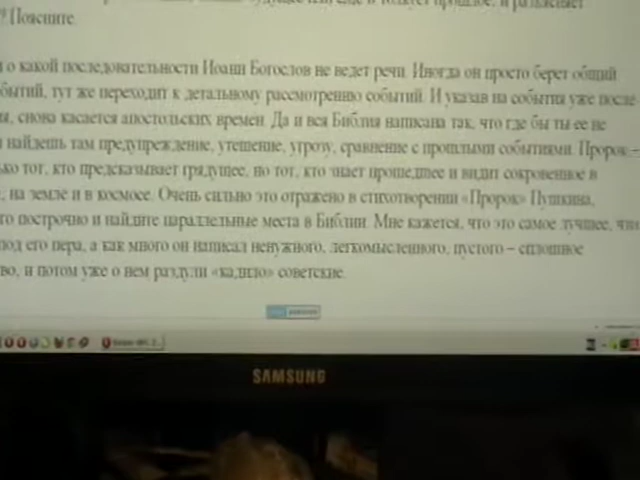 ? Поясните.
о какой последовательности Иоанн Богослов не ведет речи. Иногда он просто берет общий
бытий, тут же переходит к детальному рассмотрению событий. И указав на события уже после
снова касается апостольских времен. Да и вся Библия написана так, что где бы ты ее не
найдешь там предупреждение, утешение, угрозу, сравнение с прошлыми событиями. Пророк –
ко тот, кто предсказывает грядущее, но тот, кто знает прошедшее и видит сокровенное в
, на земле и в космосе. Очень сильно это отражено в стихотворении «Пророк» Пушкина,
го построчно и найдите параллельные места в Библии. Мне кажется, что это самое лучшее, что
под его пера, а как много он написал ненужного, легкомысленного, пустого – сплошное
во, и потом уже о нем раздули «кадило» советские.
SAMSUNG